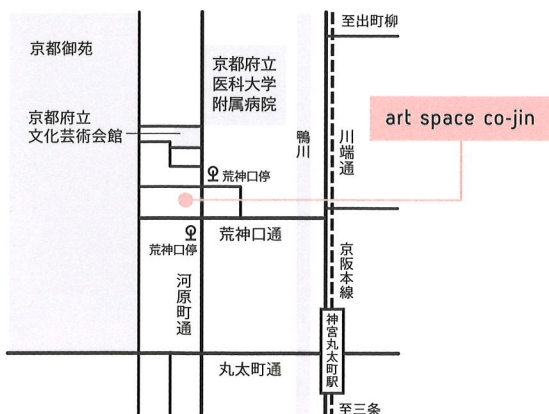 至出町柳
京都御苑
京都府立
医科大学
附属病院
京都府立
文化芸術会館
art space co-jin
鴨川
川端通
荒神口停
荒神口停
荒神口通
京阪本線
河原町通
神宮丸太町駅
丸太町通
至三条